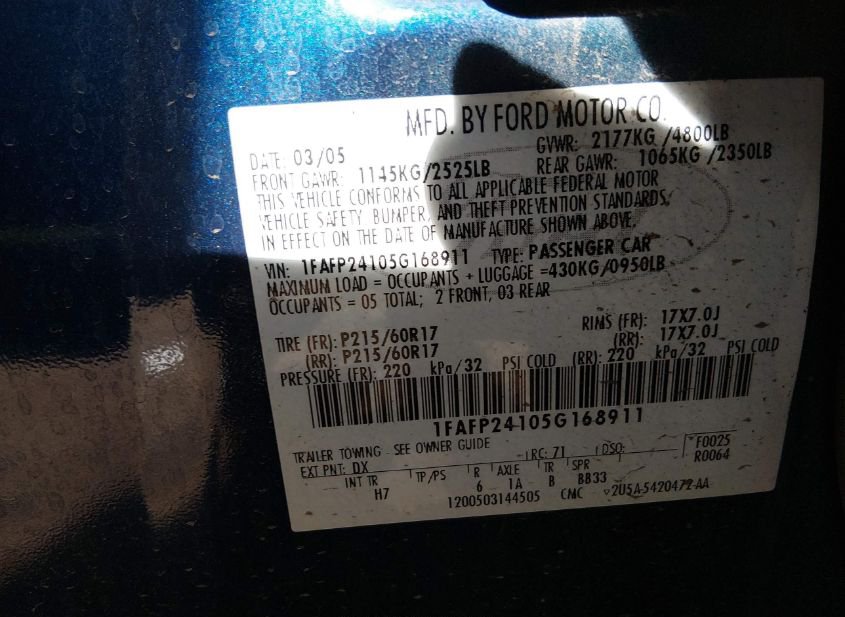 MFD. BY FORD MOTOR CO.
DATE: 03/05 GVWR: 2177KG/4800LB
FRONT GAWR: 1145KG/2525LB REAR GAWR: 1065KG/2350LB
THIS VEHICLE CONFORMS TO ALL APPLICABLE FEDERAL MOTOR
VEHICLE SAFETY, BUMPER, AND THEFT PREVENTION STANDARDS
IN EFFECT ON THE DATE OF MANUFACTURE SHOWN ABOVE.
VIN: 1FAFP24105G168911 TYPE: PASSENGER CAR
MAXIMUM LOAD = OCCUPANTS + LUGGAGE =430KG/0950LB
OCCUPANTS = 05 TOTAL; 2 FRONT, 03 REAR
TIRE (FR): P215/60R17 RIMS (FR): 17X7.0J
(RR): P215/60R17 (RR): 17X7.0J
PRESSURE (FR): 220 kPa/32 PSI COLD (RR): 220 kPa/32 PSI COLD
1FAFP24105G168911
TRAILER TOWING - SEE OWNER GUIDE RC: 71 DSO: *F0025
EXT PNT: DX R0064
INT TR TP/PS R AXLE TR SPR
H7 6 1A B BB33
1200503144505 CMC ▽2U5A-5420472-AA